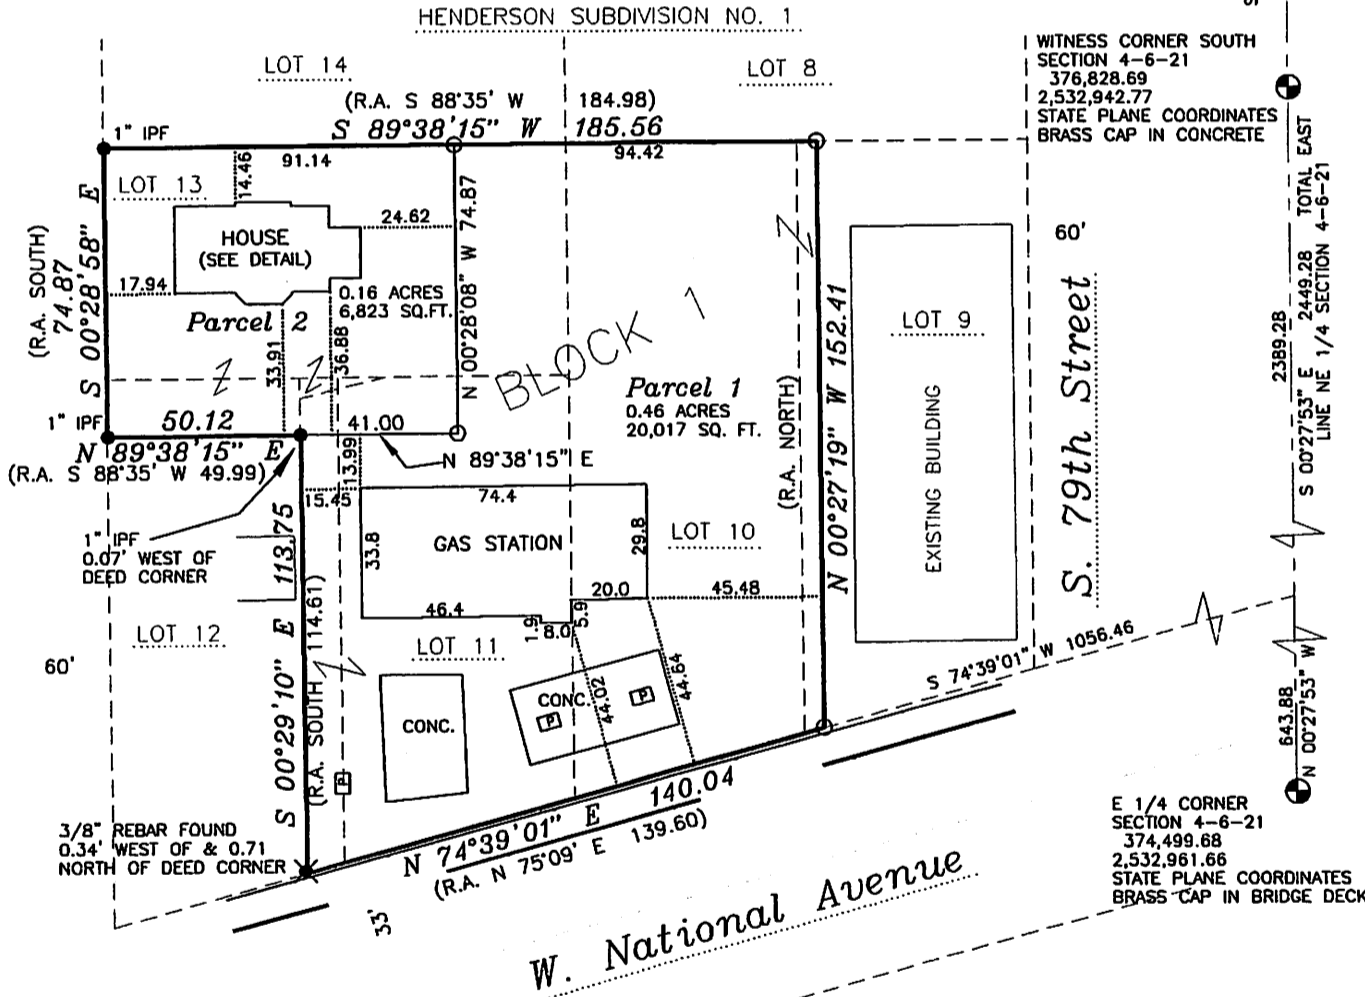 HENDERSON SUBDIVISION NO. 1
LOT 14
LOT 8
WITNESS CORNER SOUTH
SECTION 4-6-21
376,828.69
2,532,942.77
STATE PLANE COORDINATES
BRASS CAP IN CONCRETE
(R.A. S 88°35' W 184.98)
S 89°38'15" W 185.56
1" IPF
91.14
94.42
LOT 13
14.46
24.62
HOUSE
(SEE DETAIL)
17.94
0.16 ACRES
6,823 SQ.FT.
Parcel 2
33.91
36.88
(R.A. SOUTH)
74.87
S 00°28'58" E
N 00°28'08" W 74.87
BLOCK 1
Parcel 1
0.46 ACRES
20,017 SQ. FT.
(R.A. NORTH)
N 00°27'19" W 152.41
LOT 9
EXISTING BUILDING
60'
S. 79th Street
2389.28
S 00°27'53" E 2449.28 TOTAL EAST
LINE NE 1/4 SECTION 4-6-21
1" IPF
50.12
41.00
N 89°38'15" E
(R.A. S 88°35' W 49.99)
N 89°38'15" E
13.99
15.45
74.4
1" IPF
0.07' WEST OF
DEED CORNER
113.75
S 00°29'10" E
(R.A. SOUTH 114.61)
33.8
GAS STATION
29.8
LOT 10
20.0
45.48
46.4
1.9
8.0
5.9
LOT 12
LOT 11
60'
CONC.
CONC.
P
P
P
44.02
44.64
S 74°39'01" W 1056.46
643.88
N 00°27'53" W
3/8" REBAR FOUND
0.34' WEST OF & 0.71
NORTH OF DEED CORNER
N 74°39'01" E 140.04
(R.A. N 75°09' E 139.60)
33'
W. National Avenue
E 1/4 CORNER
SECTION 4-6-21
374,499.68
2,532,961.66
STATE PLANE COORDINATES
BRASS CAP IN BRIDGE DECK